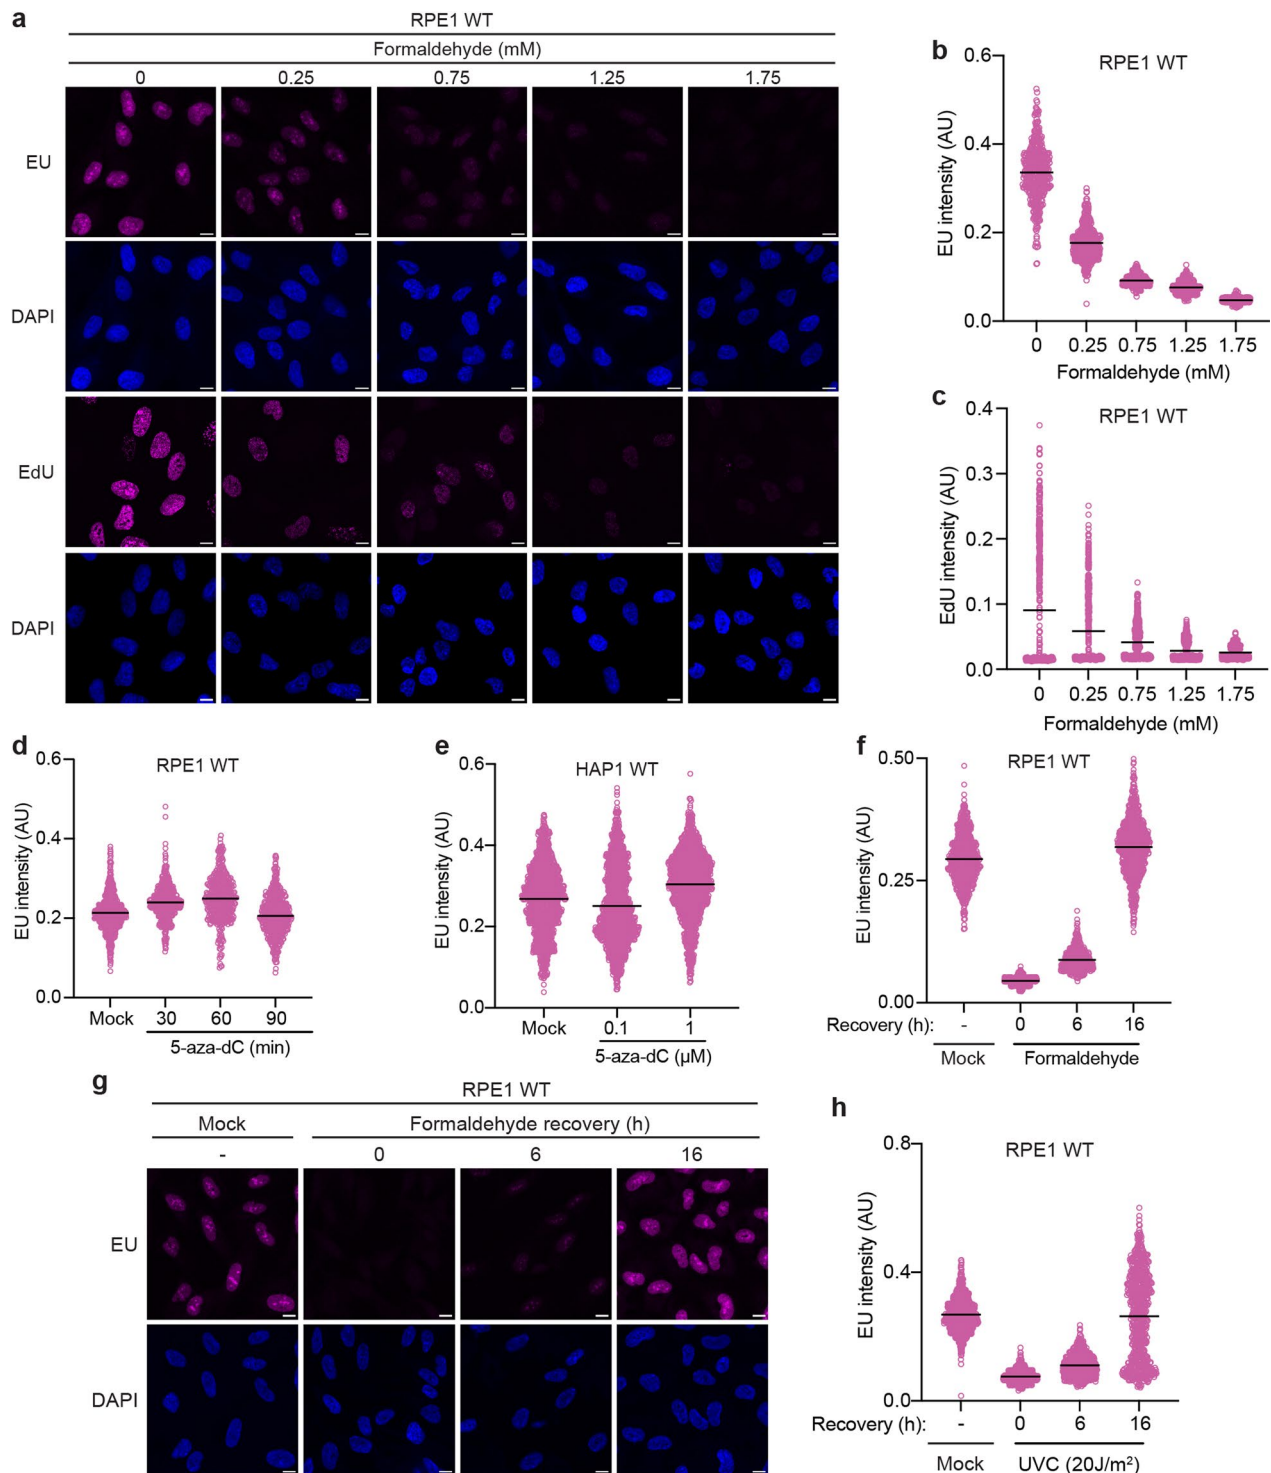 a
RPE1 WT
Formaldehyde (mM)
0 0.25 0.75 1.25 1.75
EU
DAPI
EdU
DAPI
b
RPE1 WT
EU intensity (AU)
0.6
0.4
0.2
0.0
0 0.25 0.75 1.25 1.75
Formaldehyde (mM)
c
RPE1 WT
EdU intensity (AU)
0.4
0.3
0.2
0.1
0.0
0 0.25 0.75 1.25 1.75
Formaldehyde (mM)
d
RPE1 WT
EU intensity (AU)
0.6
0.4
0.2
0.0
Mock 30 60 90
5-aza-dC (min)
e
HAP1 WT
EU intensity (AU)
0.6
0.4
0.2
0.0
Mock 0.1 1
5-aza-dC (µM)
f
RPE1 WT
EU intensity (AU)
0.50
0.25
0.00
Recovery (h): - 0 6 16
Mock Formaldehyde
g
RPE1 WT
Mock Formaldehyde recovery (h)
- 0 6 16
EU
DAPI
h
RPE1 WT
EU intensity (AU)
0.8
0.4
0.0
Recovery (h): - 0 6 16
Mock UVC (20J/m²)